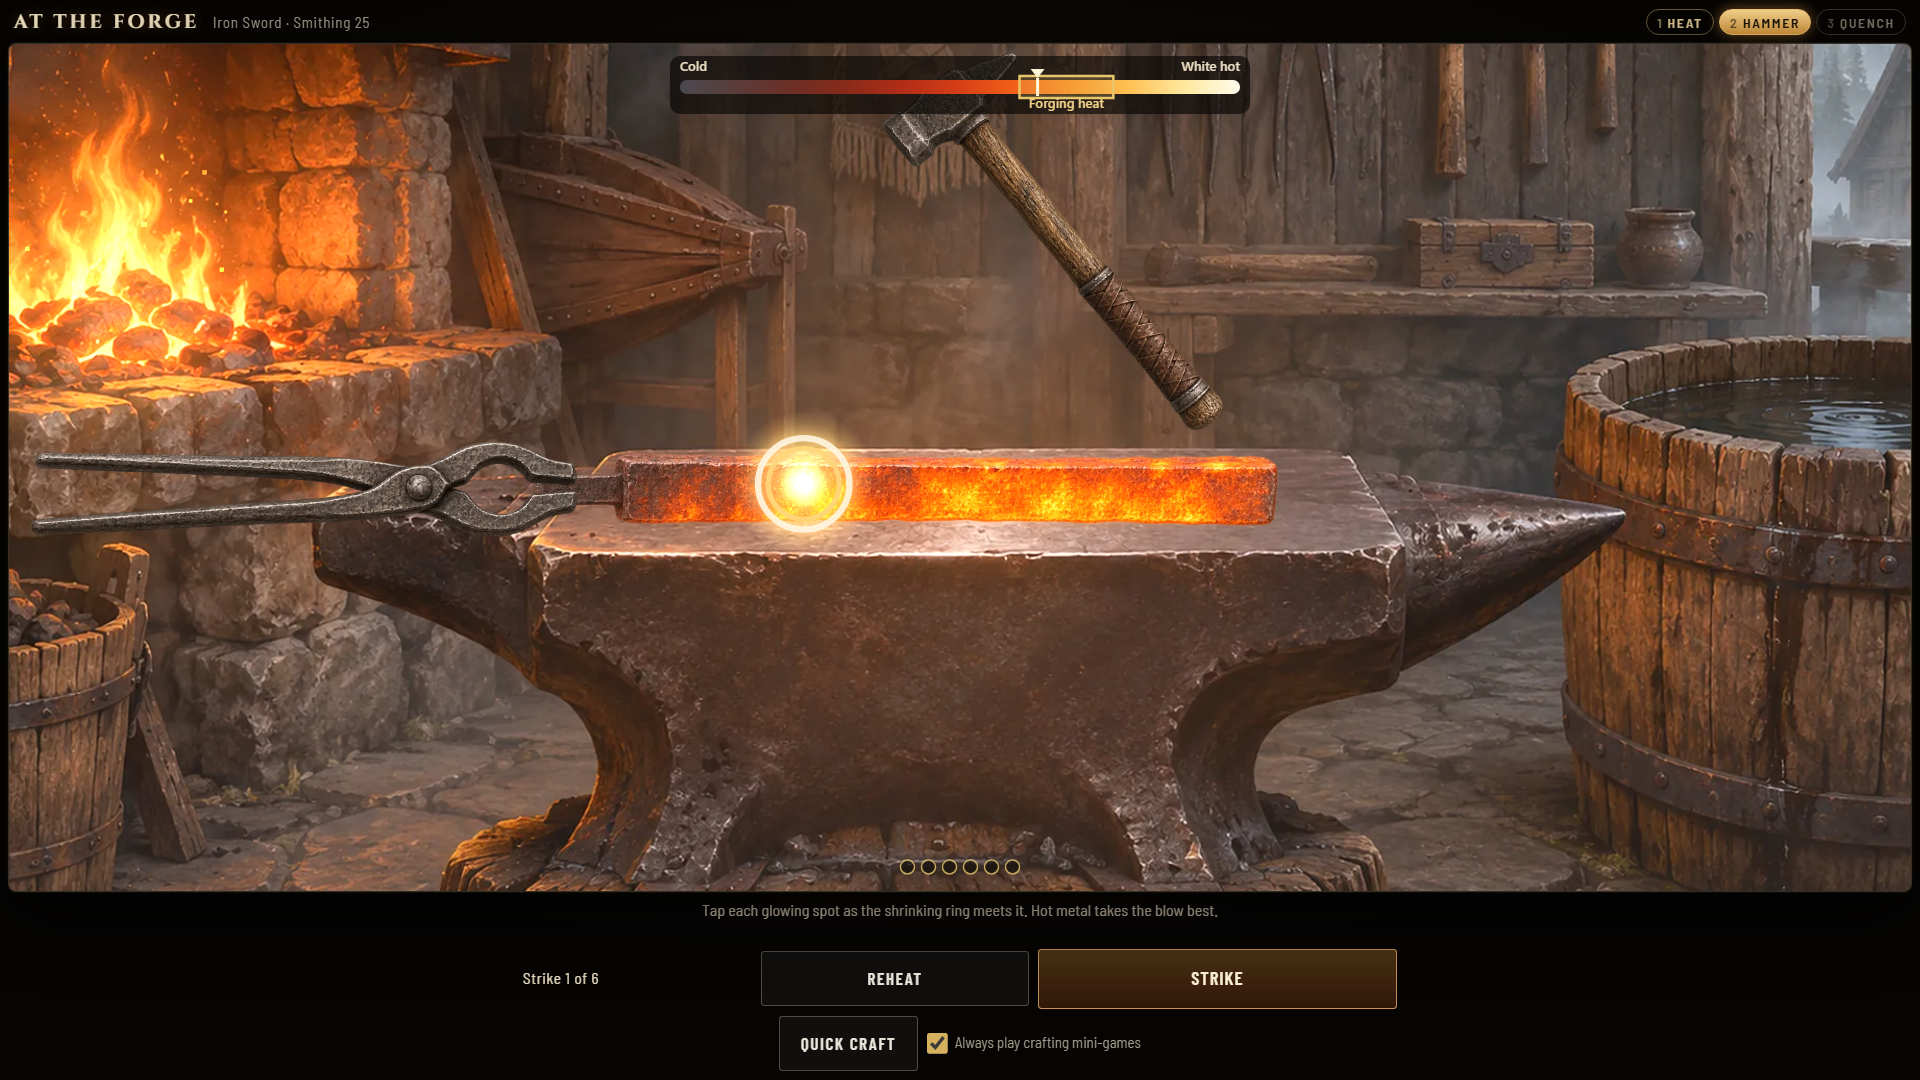 AT THE FORGE
Iron Sword · Smithing 25
1 HEAT
2 HAMMER
3 QUENCH
Cold
White hot
Forging heat
Tap each glowing spot as the shrinking ring meets it. Hot metal takes the blow best.
Strike 1 of 6
REHEAT
STRIKE
QUICK CRAFT
Always play crafting mini-games